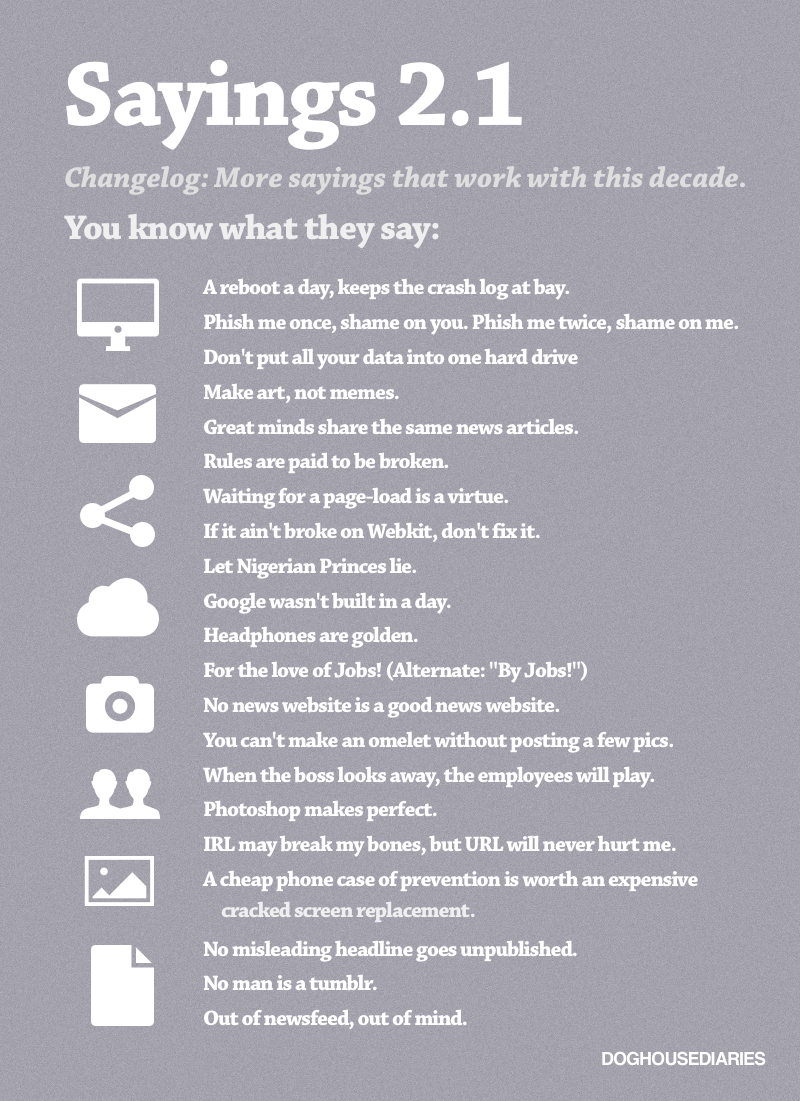 Sayings 2.1
Changelog: More sayings that work with this decade.
You know what they say:
A reboot a day, keeps the crash log at bay.
Phish me once, shame on you. Phish me twice, shame on me.
Don't put all your data into one hard drive
Make art, not memes.
Great minds share the same news articles.
Rules are paid to be broken.
Waiting for a page-load is a virtue.
If it ain't broke on Webkit, don't fix it.
Let Nigerian Princes lie.
Google wasn't built in a day.
Headphones are golden.
For the love of Jobs! (Alternate: "By Jobs!")
No news website is a good news website.
You can't make an omelet without posting a few pics.
When the boss looks away, the employees will play.
Photoshop makes perfect.
IRL may break my bones, but URL will never hurt me.
A cheap phone case of prevention is worth an expensive
cracked screen replacement.
No misleading headline goes unpublished.
No man is a tumblr.
Out of newsfeed, out of mind.
DOGHOUSEDIARIES